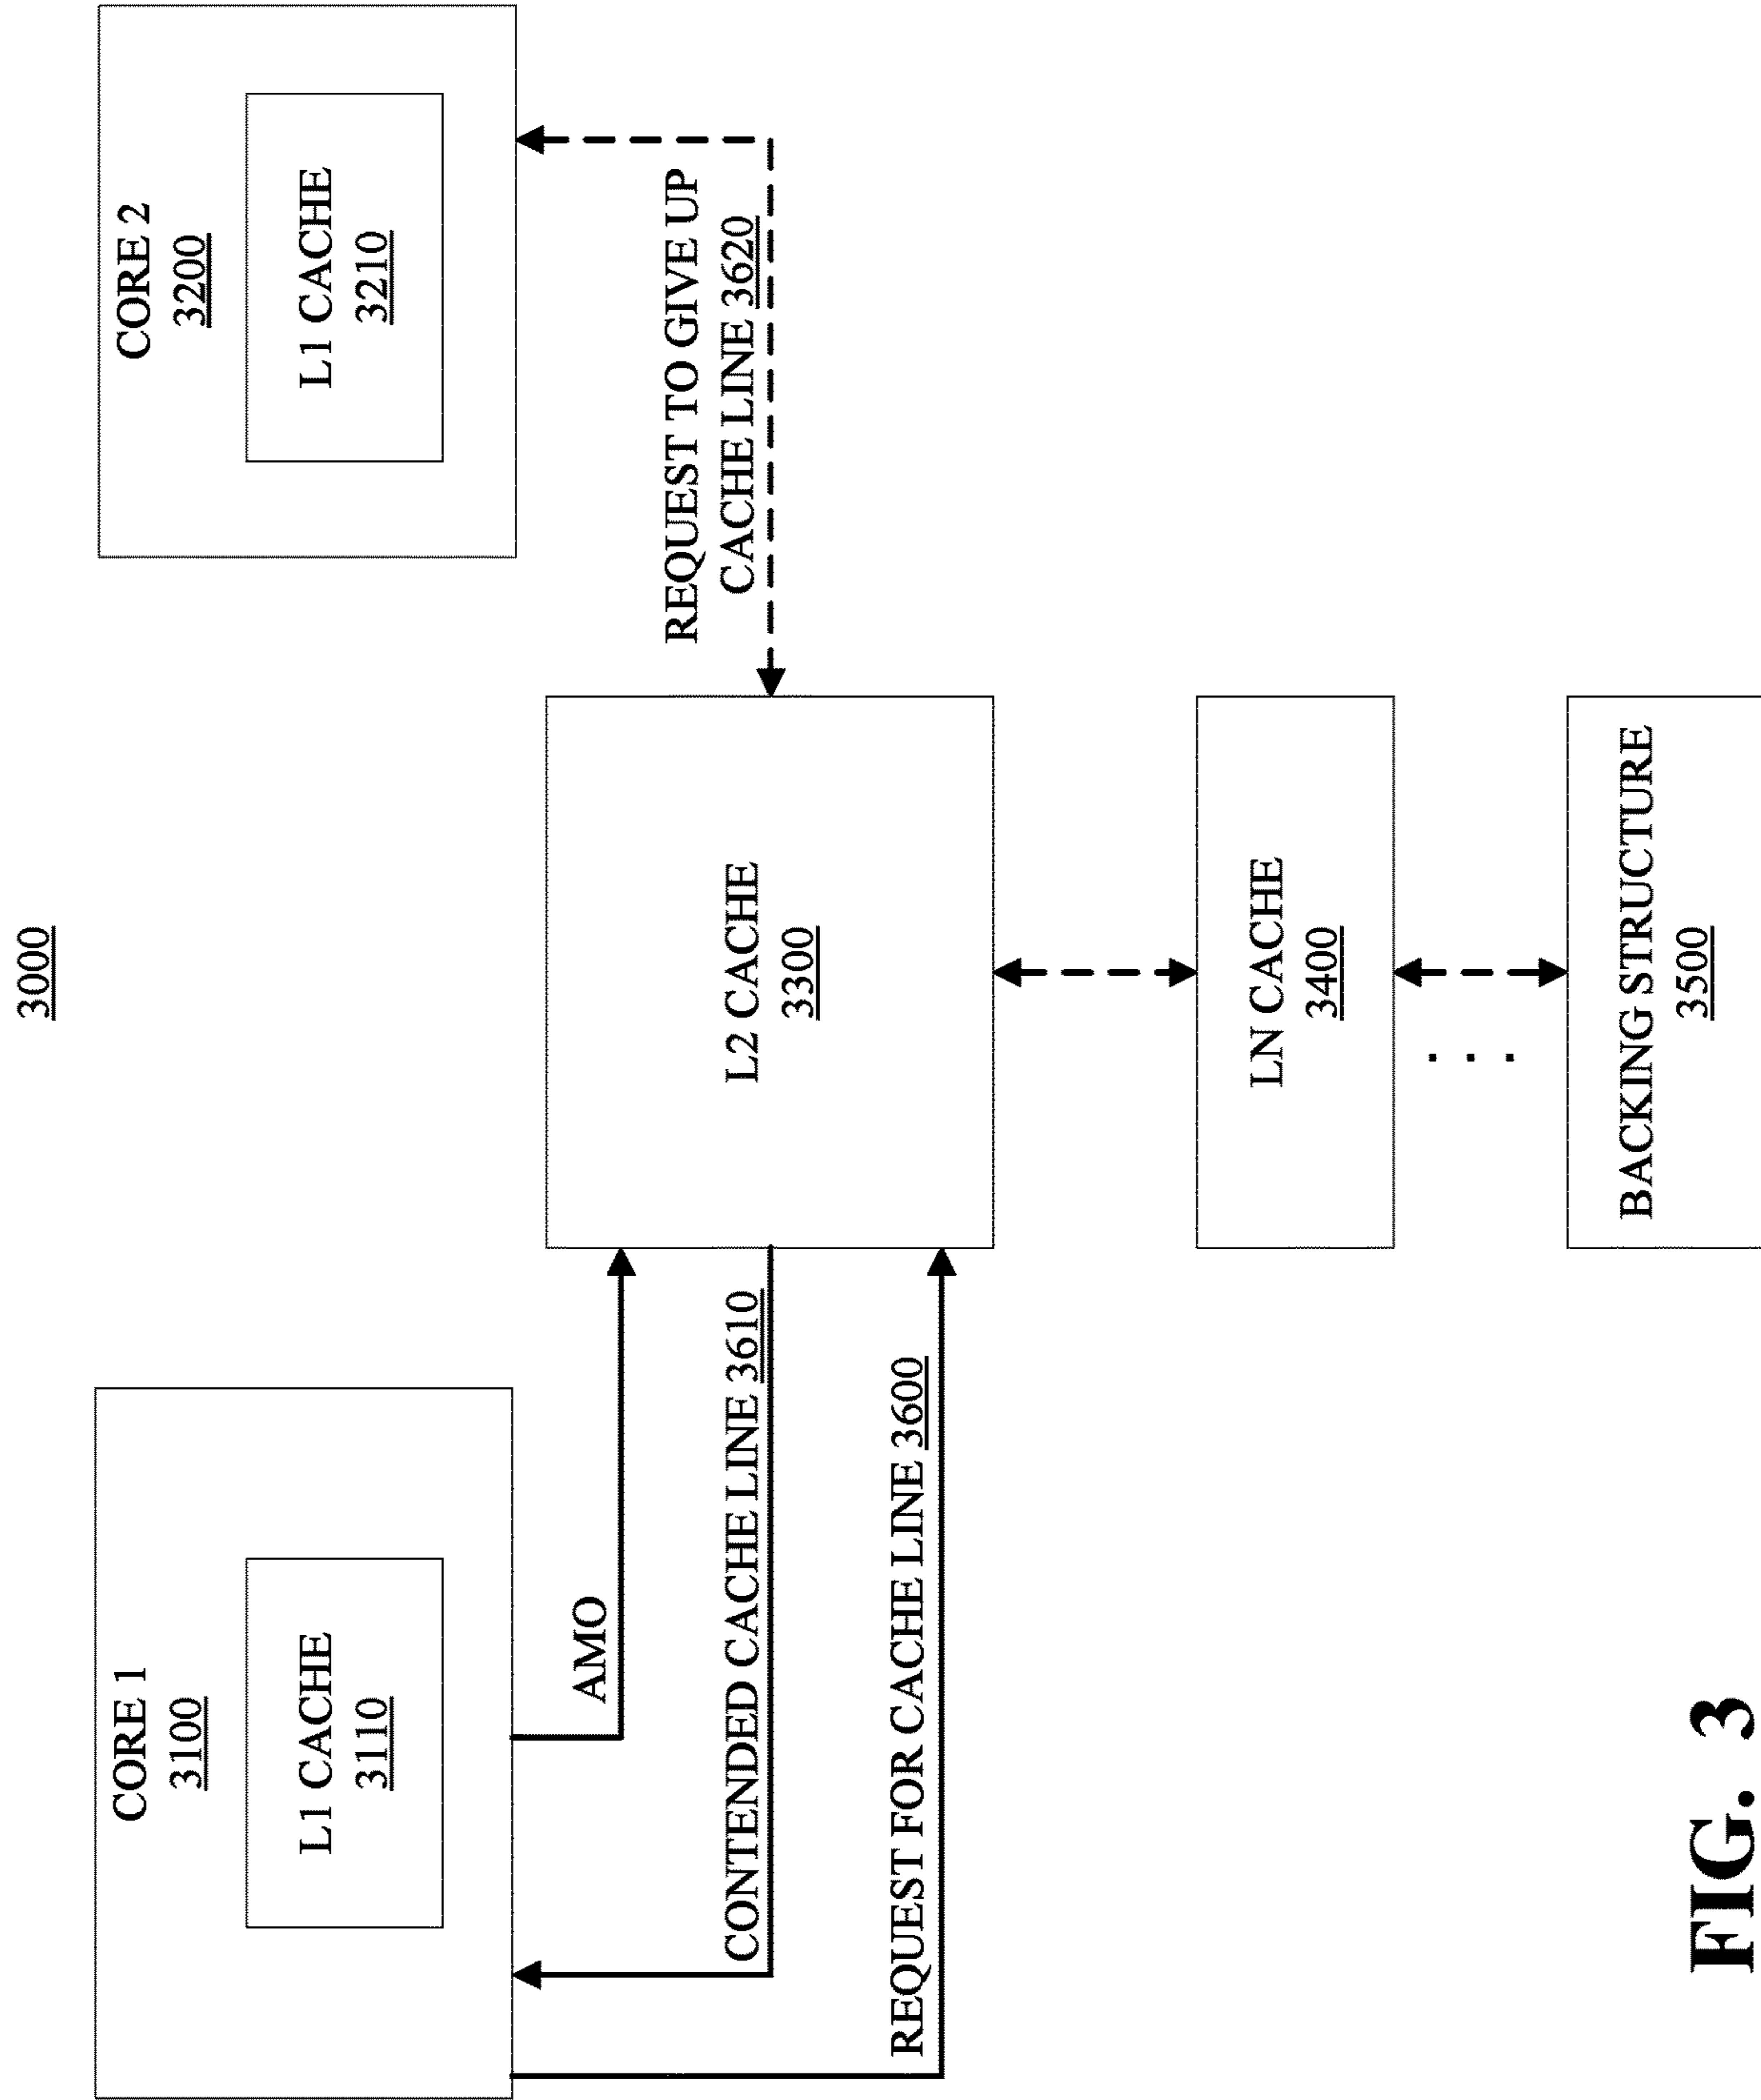 3000
CORE 1
3100
L1 CACHE
3110
CORE 2
3200
L1 CACHE
3210
AMO
CONTENDED CACHE LINE 3610
REQUEST FOR CACHE LINE 3600
L2 CACHE
3300
REQUEST TO GIVE UP
CACHE LINE 3620
LN CACHE
3400
. . .
BACKING STRUCTURE
3500
FIG. 3